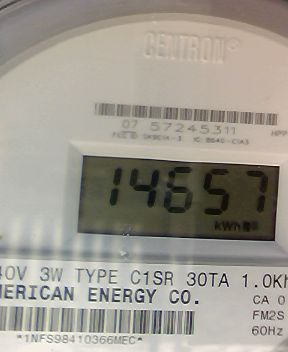 CENTRON®
07 57245311
14657
kWh
40V 3W TYPE C1SR 30TA 1.0Kh
MERICAN ENERGY CO.
CA 0
FM2S
60Hz
*1NFS98410366MEC*